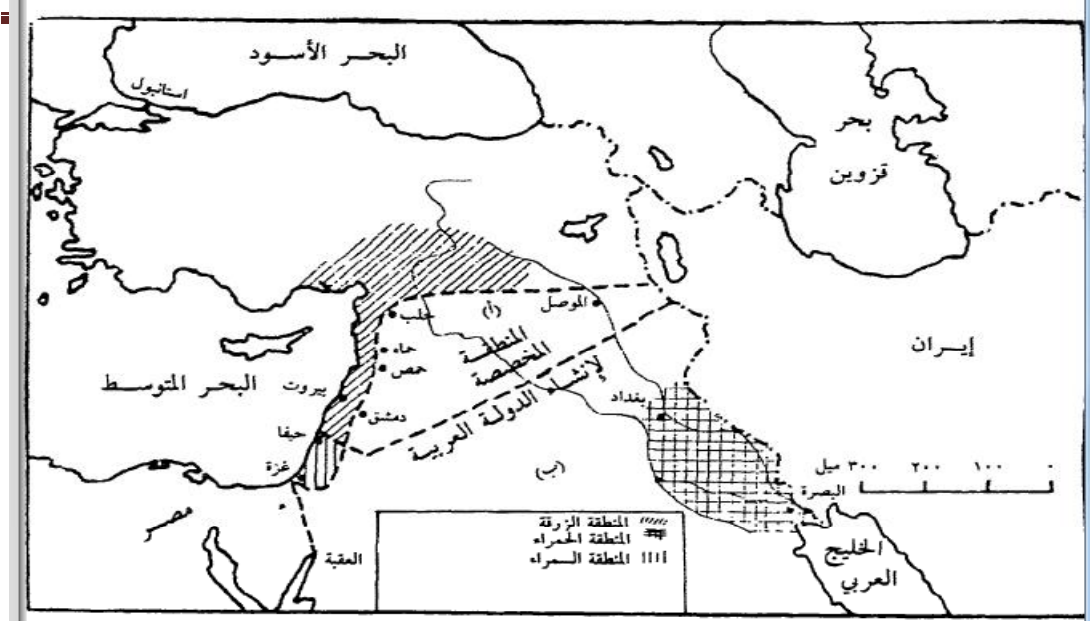 البحر الأسود
استانبول
بحر
قزوين
الموصل
(أ)
حلب
المنطقة
المخصصة
لإنشاء الدولة العربية
حماه
حمص
إيران
البحر المتوسط
بيروت
دمشق
بغداد
حيفا
غزة
(ب)
٣٠٠ ميل ٢٠٠ ١٠٠ ٠
البصرة
مصر
العقبة
المنطقة الزرقة
المنطقة الحمراء
المنطقة السمراء
الخليج
العربي